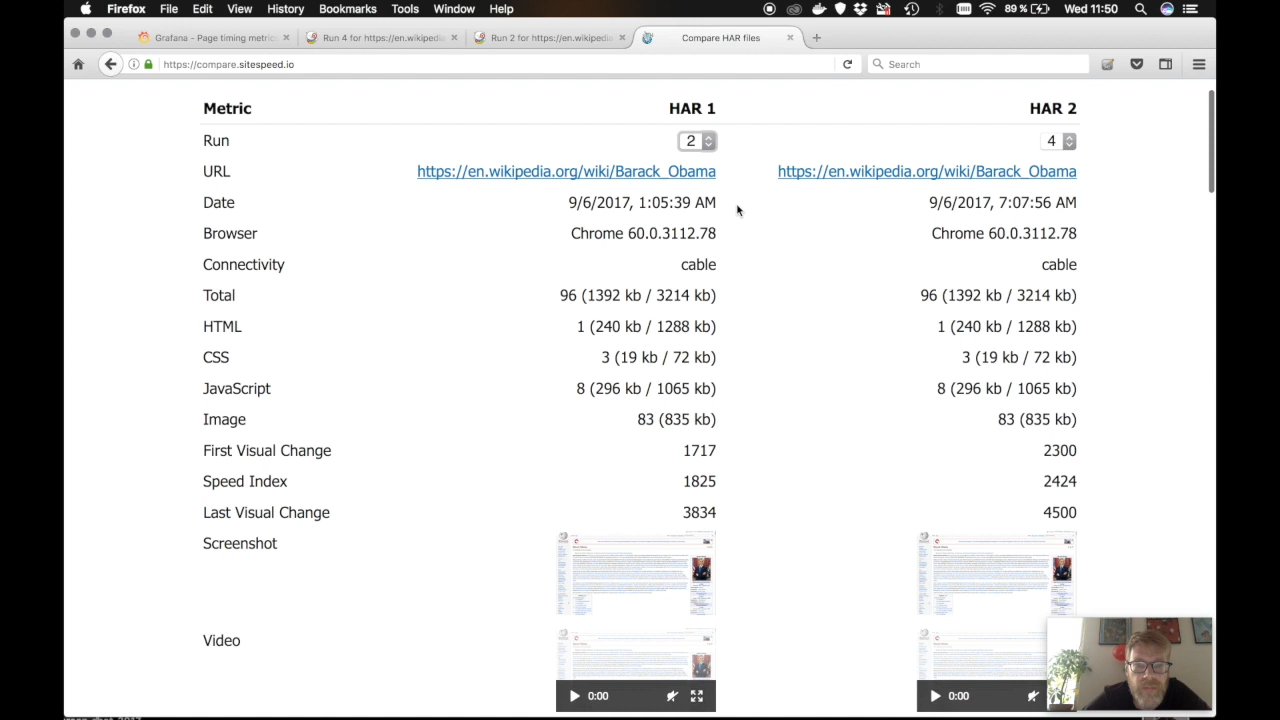 Firefox File Edit View History Bookmarks Tools Window Help 89% Wed 11:50
Grafana - Page timing metric Run 4 for https://en.wikipedi Run 2 for https://en.wikipedi Compare HAR files
https://compare.sitespeed.io Search
Metric HAR 1 HAR 2
Run 2 4
URL https://en.wikipedia.org/wiki/Barack_Obama https://en.wikipedia.org/wiki/Barack_Obama
Date 9/6/2017, 1:05:39 AM 9/6/2017, 7:07:56 AM
Browser Chrome 60.0.3112.78 Chrome 60.0.3112.78
Connectivity cable cable
Total 96 (1392 kb / 3214 kb) 96 (1392 kb / 3214 kb)
HTML 1 (240 kb / 1288 kb) 1 (240 kb / 1288 kb)
CSS 3 (19 kb / 72 kb) 3 (19 kb / 72 kb)
JavaScript 8 (296 kb / 1065 kb) 8 (296 kb / 1065 kb)
Image 83 (835 kb) 83 (835 kb)
First Visual Change 1717 2300
Speed Index 1825 2424
Last Visual Change 3834 4500
Screenshot
Video
0:00 0:00